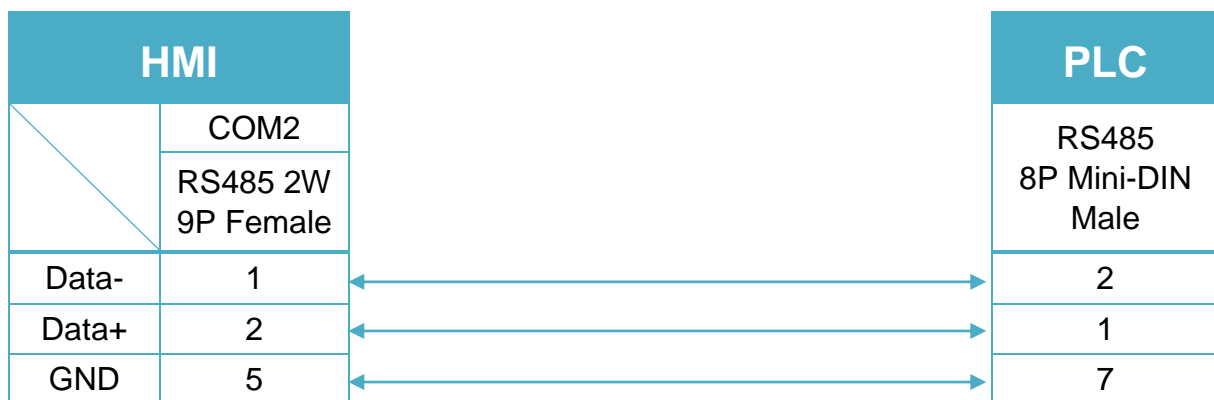 HMI
PLC
COM2
RS485 2W
9P Female
RS485
8P Mini-DIN
Male
Data-
1
2
Data+
2
1
GND
5
7